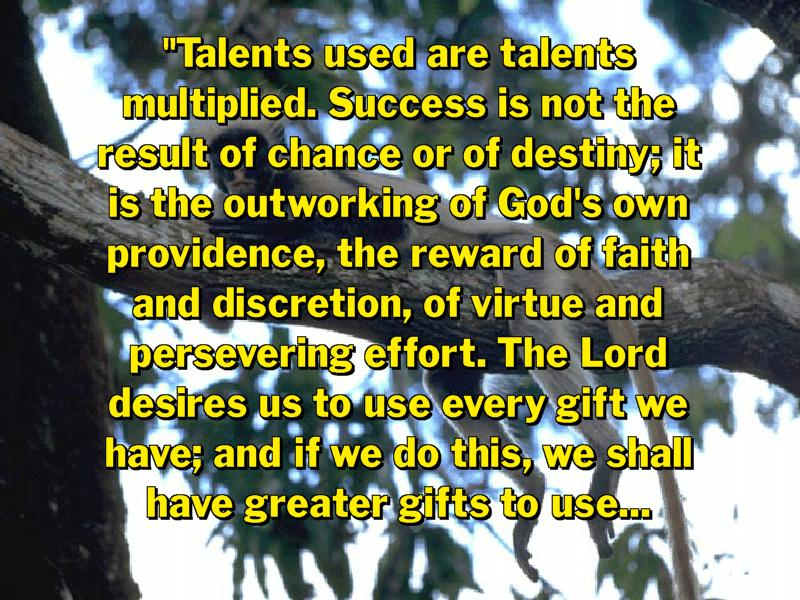 "Talents used are talents
multiplied. Success is not the
result of chance or of destiny; it
is the outworking of God's own
providence, the reward of faith
and discretion, of virtue and
persevering effort. The Lord
desires us to use every gift we
have; and if we do this, we shall
have greater gifts to use...